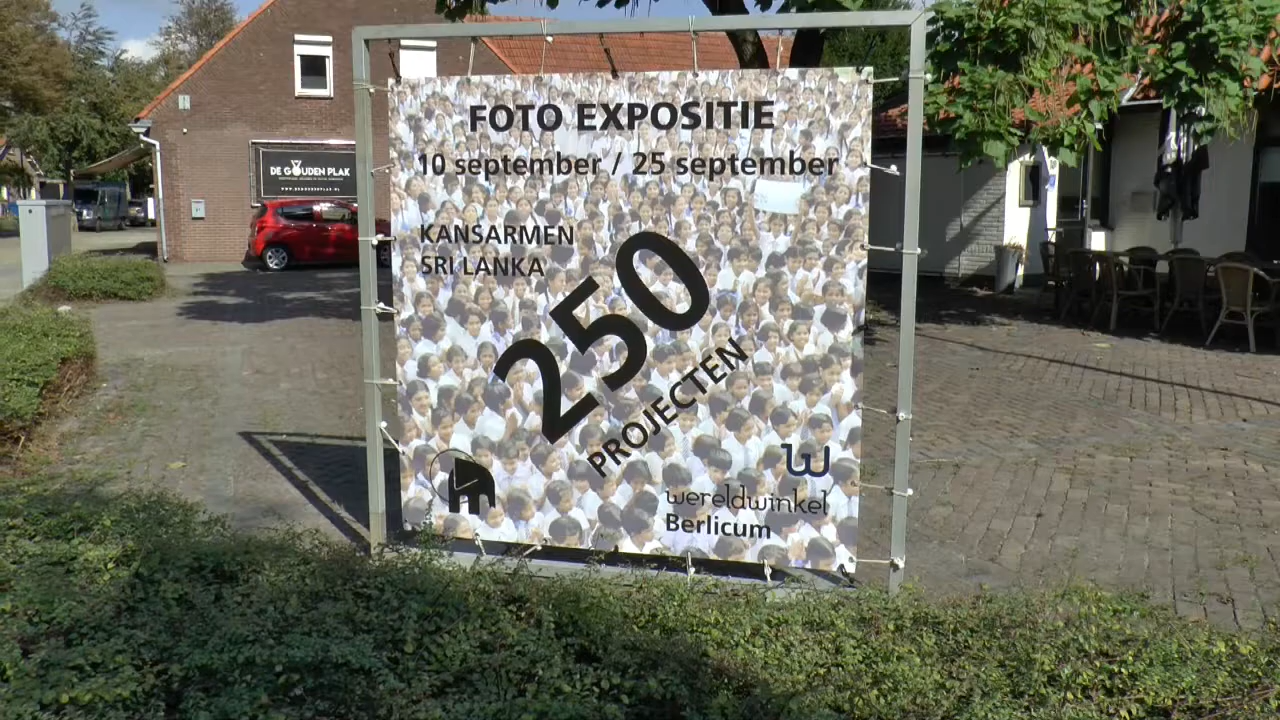 FOTO EXPOSITIE
10 september / 25 september
KANSARMEN
SRI LANKA
250
PROJECTEN
W
wereldwinkel
Berlicum
DE GOUDEN PLAK